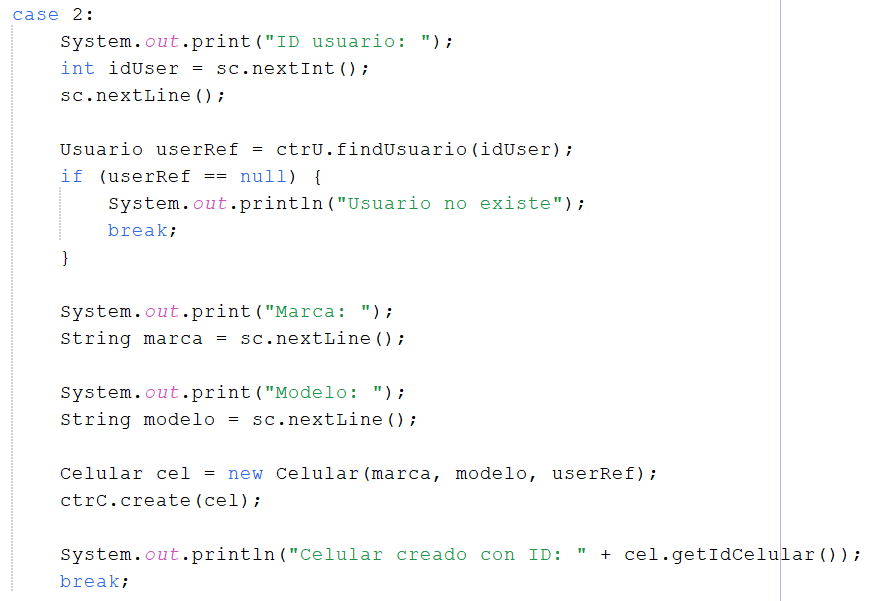 case 2:
    System.out.print("ID usuario: ");
    int idUser = sc.nextInt();
    sc.nextLine();

    Usuario userRef = ctrU.findUsuario(idUser);
    if (userRef == null) {
        System.out.println("Usuario no existe");
        break;
    }

    System.out.print("Marca: ");
    String marca = sc.nextLine();

    System.out.print("Modelo: ");
    String modelo = sc.nextLine();

    Celular cel = new Celular(marca, modelo, userRef);
    ctrC.create(cel);

    System.out.println("Celular creado con ID: " + cel.getIdCelular());
    break;